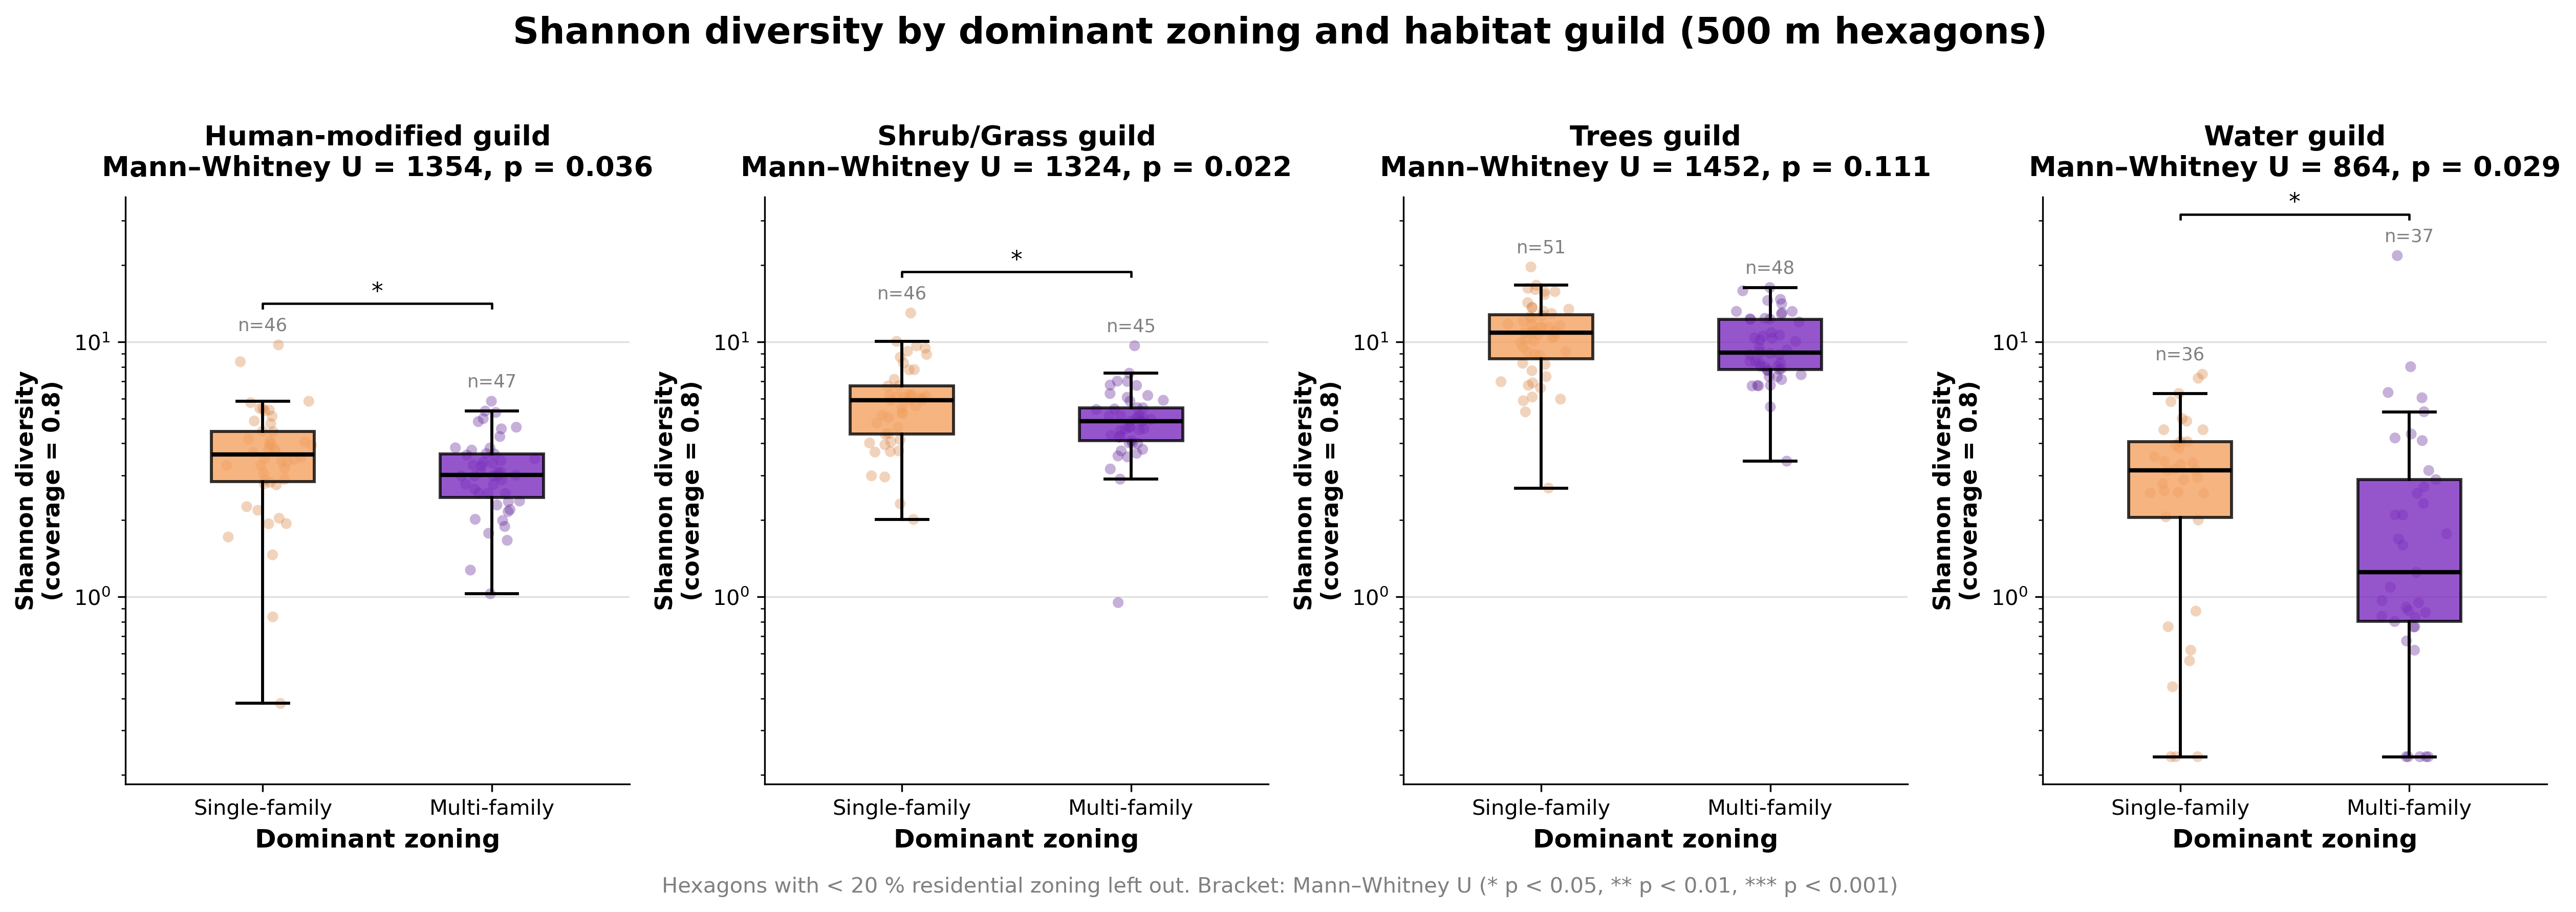 Shannon diversity by dominant zoning and habitat guild (500 m hexagons)
Human-modified guild
Mann–Whitney U = 1354, p = 0.036
*
n=46
n=47
10¹
10⁰
Shannon diversity
(coverage = 0.8)
Single-family
Multi-family
Dominant zoning
Shrub/Grass guild
Mann–Whitney U = 1324, p = 0.022
*
n=46
n=45
10¹
10⁰
Shannon diversity
(coverage = 0.8)
Single-family
Multi-family
Dominant zoning
Trees guild
Mann–Whitney U = 1452, p = 0.111
n=51
n=48
10¹
10⁰
Shannon diversity
(coverage = 0.8)
Single-family
Multi-family
Dominant zoning
Water guild
Mann–Whitney U = 864, p = 0.029
*
n=37
n=36
10¹
10⁰
Shannon diversity
(coverage = 0.8)
Single-family
Multi-family
Dominant zoning
Hexagons with < 20 % residential zoning left out. Bracket: Mann–Whitney U (* p < 0.05, ** p < 0.01, *** p < 0.001)